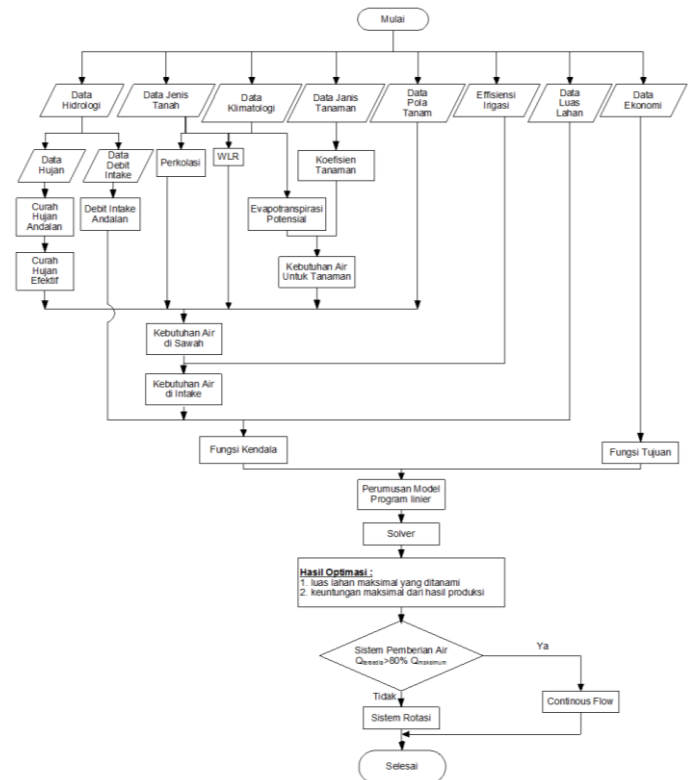 Mulai
Data
Hidrologi
Data Jenis
Tanah
Data
Klimatologi
Data Janis
Tanaman
Data
Pola
Tanam
Effisiensi
Irigasi
Data
Luas
Lahan
Data
Ekonomi
Data
Hujan
Data
Debit
Intake
Perkolasi
WLR
Koefisien
Tanaman
Curah
Hujan
Andalan
Debit Intake
Andalan
Evapotranspirasi
Potensial
Curah
Hujan
Efektif
Kebutuhan Air
Untuk Tanaman
Kebutuhan Air
di Sawah
Kebutuhan Air
di Intake
Fungsi Kendala
Fungsi Tujuan
Perumusan Model
Program linier
Solver
Hasil Optimasi :
1. luas lahan maksimal yang ditanami
2. keuntungan maksimal dari hasil produksi
Sistem Pemberian Air
Qtersedia>80% Qmaksimum
Ya
Tidak
Continous Flow
Sistem Rotasi
Selesai